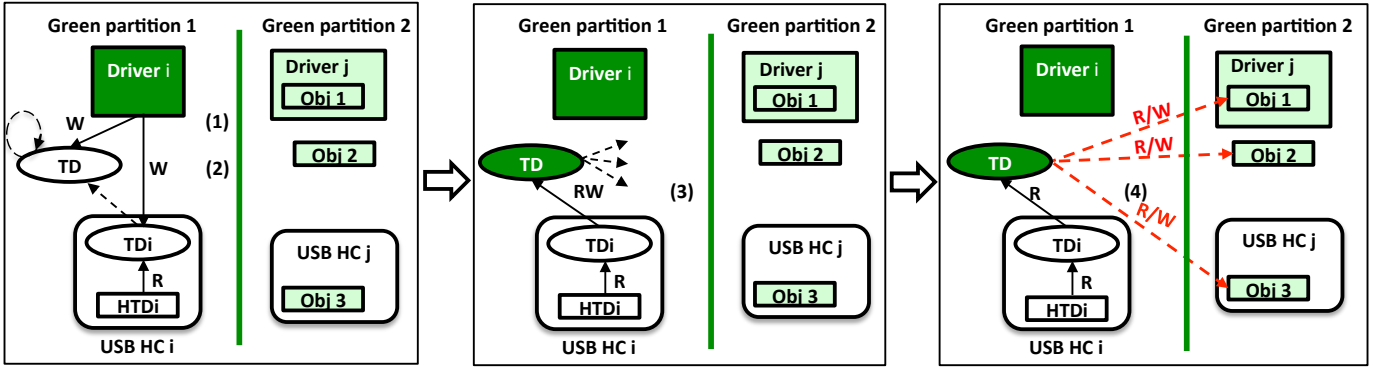 Green partition 1
Green partition 2
Driver i
Driver j
Obj 1
W
(1)
W
(2)
TD
Obj 2
TDi
R
HTDi
USB HC j
Obj 3
USB HC i
Green partition 1
Green partition 2
Driver i
Driver j
Obj 1
TD
Obj 2
RW
(3)
TDi
R
HTDi
USB HC j
Obj 3
USB HC i
Green partition 1
Green partition 2
Driver i
Driver j
Obj 1
R/W
R/W
TD
Obj 2
R
(4)
R/W
TDi
R
HTDi
USB HC j
Obj 3
USB HC i